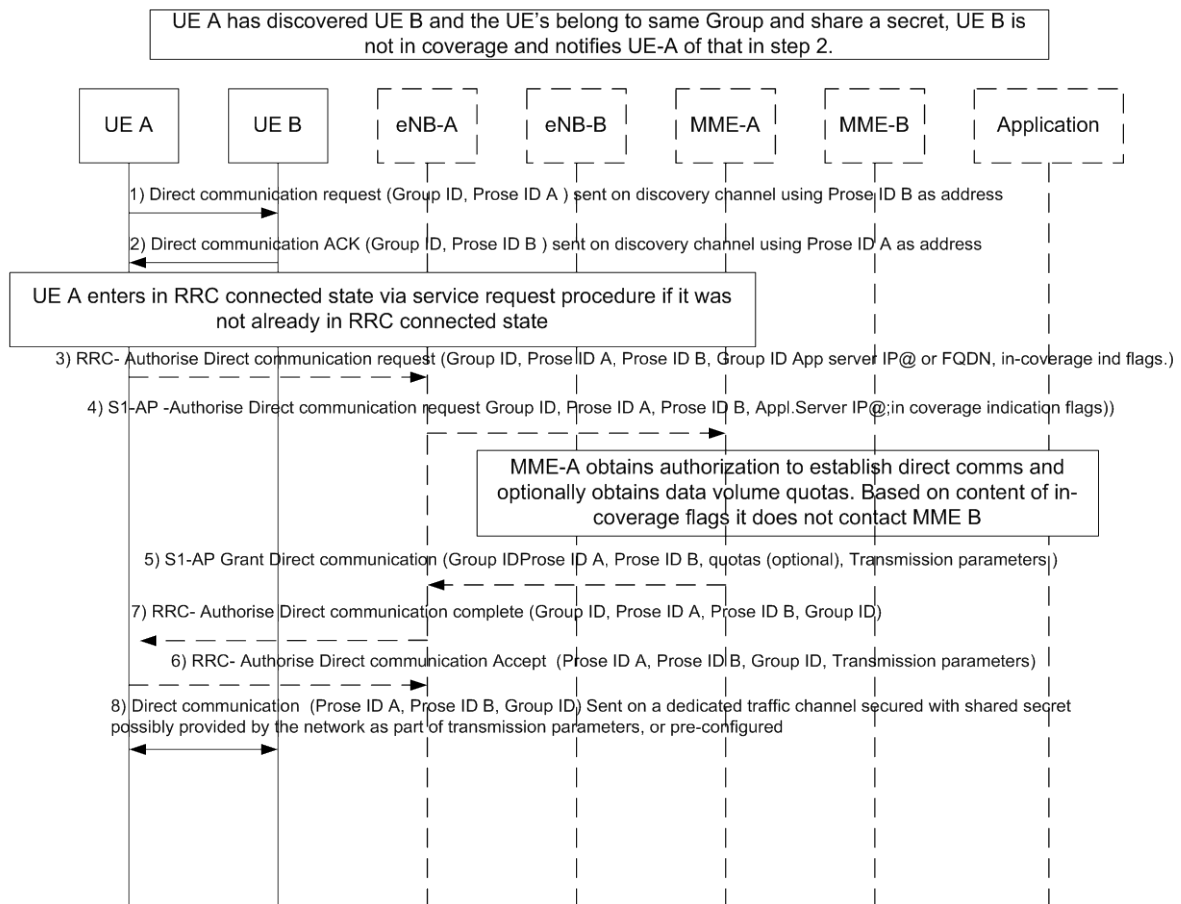 UE A has discovered UE B and the UE's belong to same Group and share a secret, UE B is
not in coverage and notifies UE-A of that in step 2.
UE A
UE B
eNB-A
eNB-B
MME-A
MME-B
Application
1) Direct communication request (Group ID, Prose ID A ) sent on discovery channel using Prose ID B as address
2) Direct communication ACK (Group ID, Prose ID B ) sent on discovery channel using Prose ID A as address
UE A enters in RRC connected state via service request procedure if it was
not already in RRC connected state
3) RRC- Authorise Direct communication request (Group ID, Prose ID A, Prose ID B, Group ID App server IP@ or FQDN, in-coverage ind flags.)
4) S1-AP -Authorise Direct communication request Group ID, Prose ID A, Prose ID B, Appl.Server IP@;in coverage indication flags))
MME-A obtains authorization to establish direct comms and
optionally obtains data volume quotas. Based on content of in-
coverage flags it does not contact MME B
5) S1-AP Grant Direct communication (Group IDProse ID A, Prose ID B, quotas (optional), Transmission parameters )
7) RRC- Authorise Direct communication complete (Group ID, Prose ID A, Prose ID B, Group ID)
6) RRC- Authorise Direct communication Accept (Prose ID A, Prose ID B, Group ID, Transmission parameters)
8) Direct communication (Prose ID A, Prose ID B, Group ID) Sent on a dedicated traffic channel secured with shared secret
possibly provided by the network as part of transmission parameters, or pre-configured